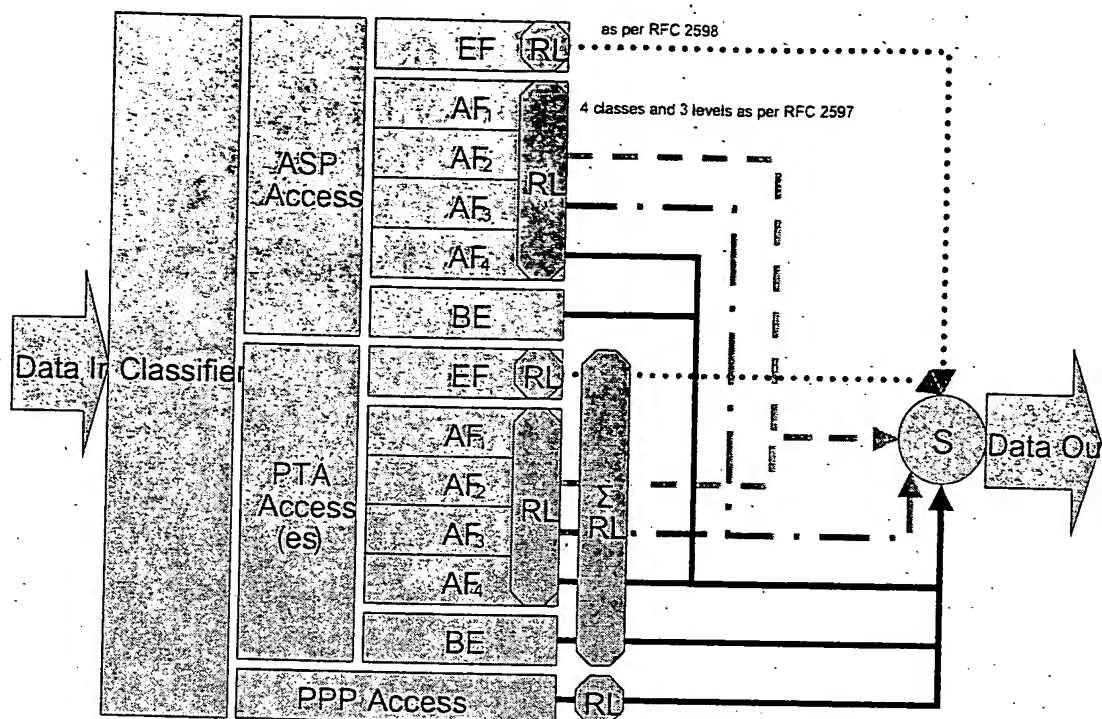 as per RFC 2598
EF
RL
4 classes and 3 levels as per RFC 2597
AF1
AF2
AF3
AF4
RL
ASP
Access
BE
Data In
Classifier
EF
RL
AF1
AF2
AF3
AF4
RL
Σ
RL
PTA
Access
(es)
BE
S
Data Ou
PPP Access
RL